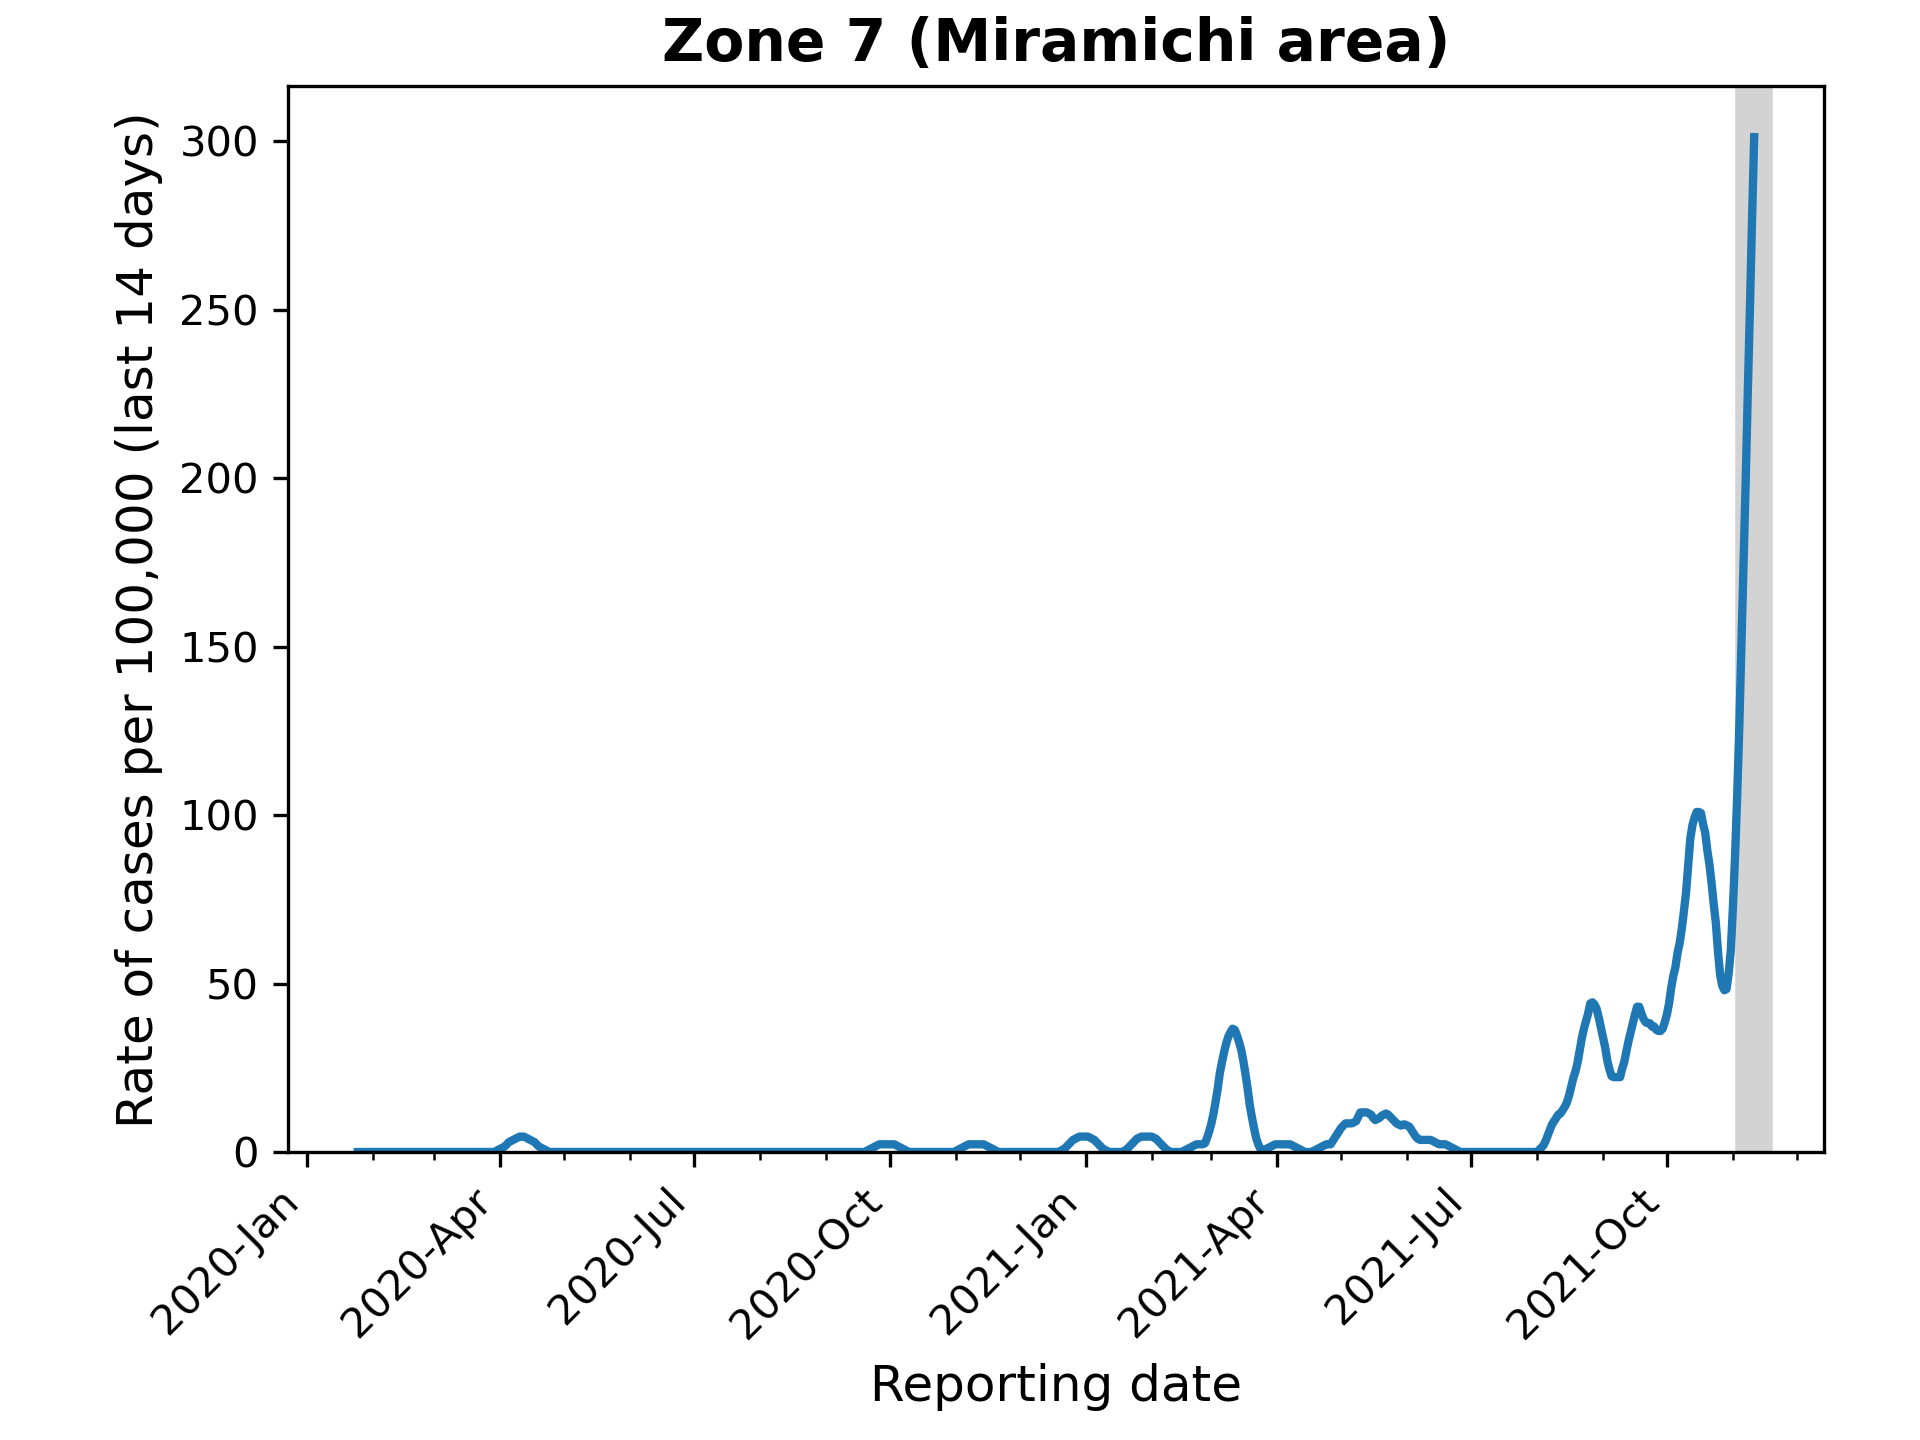 Zone 7 (Miramichi area)
Rate of cases per 100,000 (last 14 days)
300
250
200
150
100
50
0
2020-Jan
2020-Apr
2020-Jul
2020-Oct
2021-Jan
2021-Apr
2021-Jul
2021-Oct
Reporting date